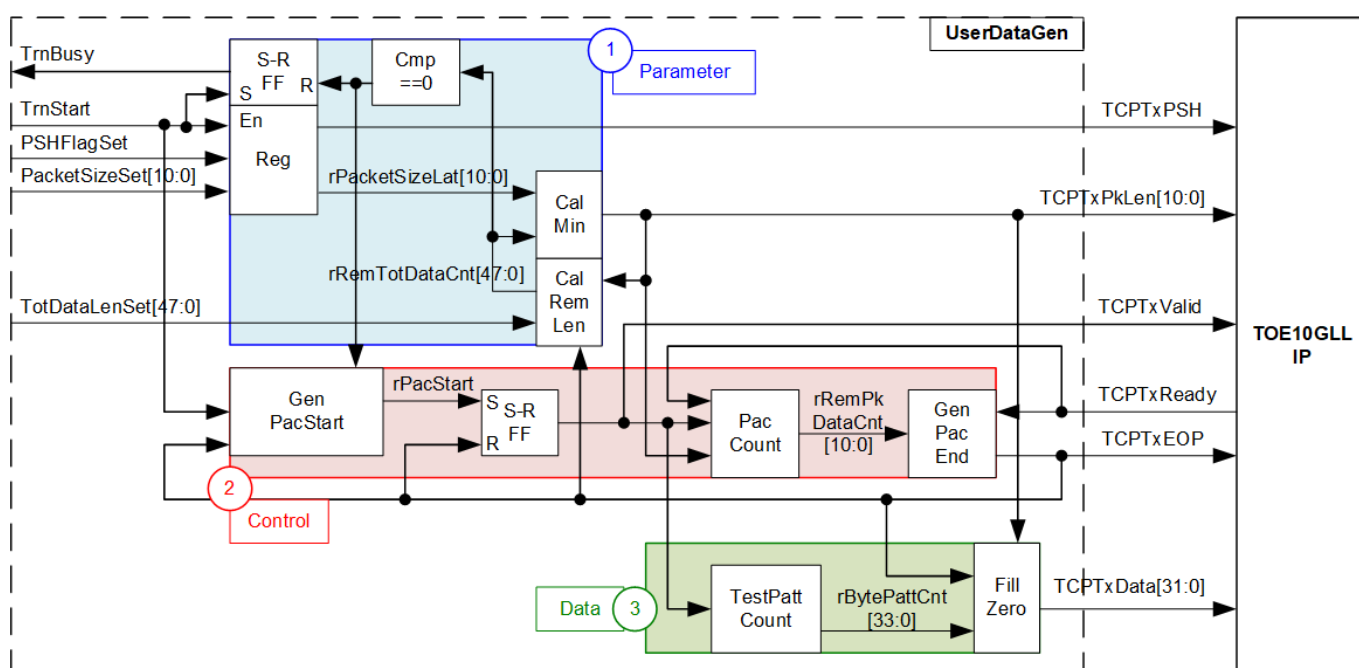 UserDataGen
TrnBusy
S-R
FF
S
R
Cmp
==0
1
Parameter
TrnStart
En
Reg
TCPTxPSH
PSHFlagSet
PacketSizeSet[10:0]
rPacketSizeLat[10:0]
Cal
Min
TCPTxPkLen[10:0]
rRemTotDataCnt[47:0]
Cal
Rem
Len
TotDataLenSet[47:0]
TCPTxValid
TOE10GLL
IP
Gen
PacStart
rPacStart
S
S-R
FF
R
Pac
Count
rRemPk
DataCnt
[10:0]
Gen
Pac
End
TCPTxReady
TCPTxEOP
2
Control
Data
3
TestPatt
Count
rBytePattCnt
[33:0]
Fill
Zero
TCPTxData[31:0]